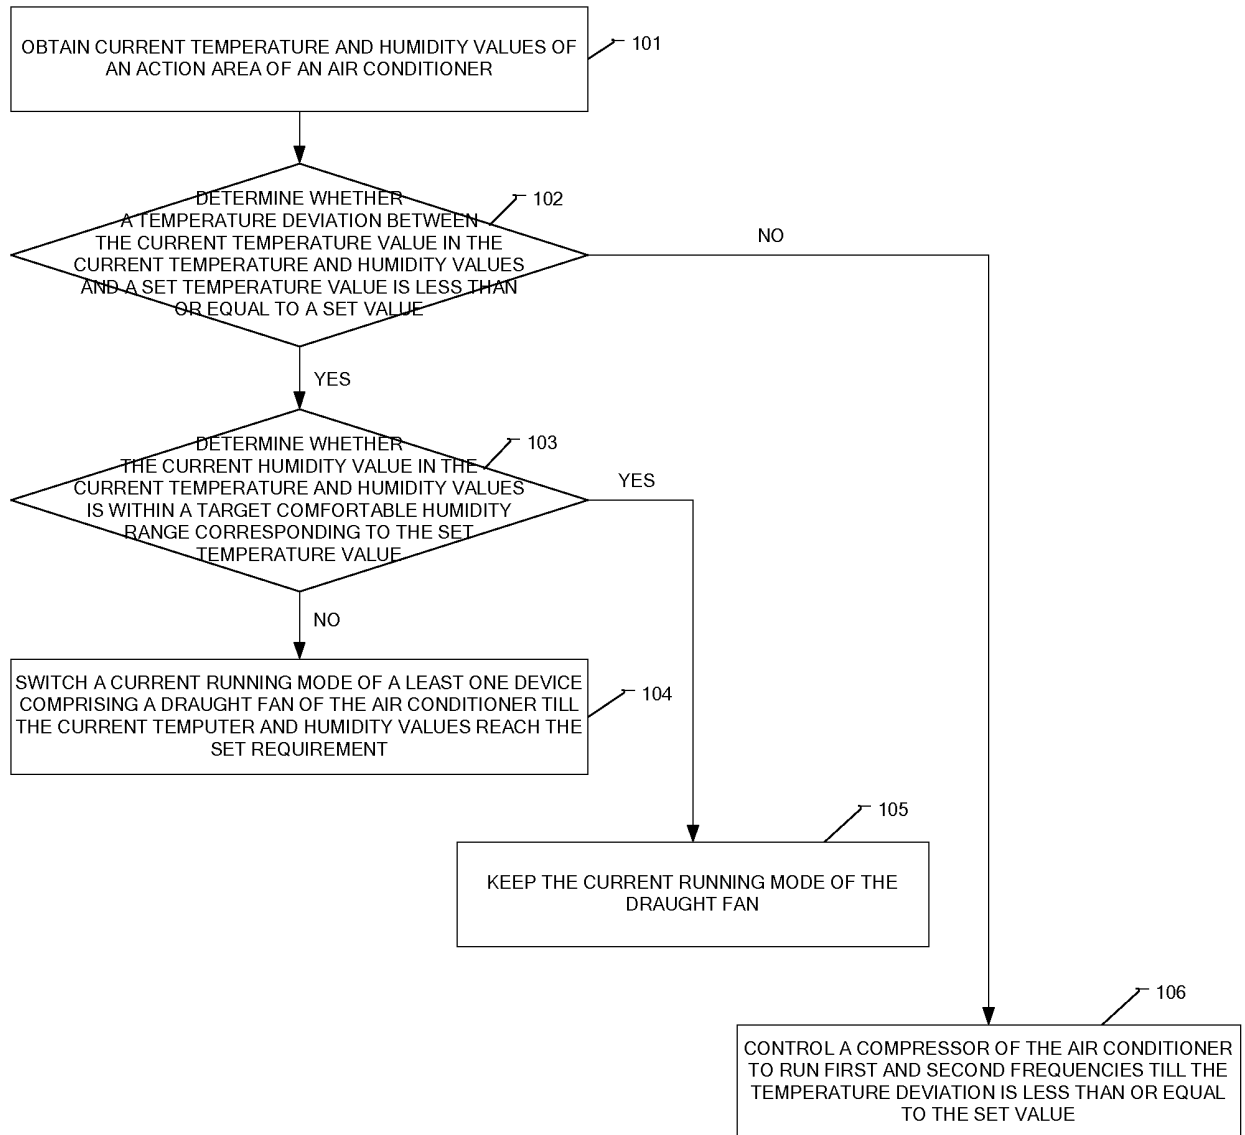 OBTAIN CURRENT TEMPERATURE AND HUMIDITY VALUES OF
AN ACTION AREA OF AN AIR CONDITIONER
101
DETERMINE WHETHER
A TEMPERATURE DEVIATION BETWEEN
THE CURRENT TEMPERATURE VALUE IN THE
CURRENT TEMPERATURE AND HUMIDITY VALUES
AND A SET TEMPERATURE VALUE IS LESS THAN
OR EQUAL TO A SET VALUE
102
NO
YES
DETERMINE WHETHER
THE CURRENT HUMIDITY VALUE IN THE
CURRENT TEMPERATURE AND HUMIDITY VALUES
IS WITHIN A TARGET COMFORTABLE HUMIDITY
RANGE CORRESPONDING TO THE SET
TEMPERATURE VALUE
103
YES
NO
SWITCH A CURRENT RUNNING MODE OF A LEAST ONE DEVICE
COMPRISING A DRAUGHT FAN OF THE AIR CONDITIONER TILL
THE CURRENT TEMPUTER AND HUMIDITY VALUES REACH THE
SET REQUIREMENT
104
105
KEEP THE CURRENT RUNNING MODE OF THE
DRAUGHT FAN
106
CONTROL A COMPRESSOR OF THE AIR CONDITIONER
TO RUN FIRST AND SECOND FREQUENCIES TILL THE
TEMPERATURE DEVIATION IS LESS THAN OR EQUAL
TO THE SET VALUE